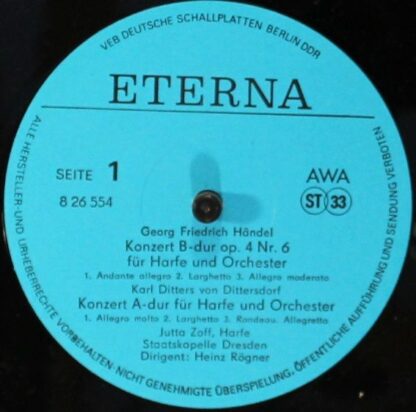 VEB DEUTSCHE SCHALLPLATTEN BERLIN DDR
ETERNA
SEITE 1
8 26 554
AWA
ST 33
Georg Friedrich Händel
Konzert B-dur op. 4 Nr. 6
für Harfe und Orchester
1. Andante allegro 2. Larghetto 3. Allegro moderato
Karl Ditters von Dittersdorf
Konzert A-dur für Harfe und Orchester
1. Allegro molto 2. Larghetto 3. Rondeau. Allegretto
Jutta Zoff, Harfe
Staatskapelle Dresden
Dirigent: Heinz Rögner
ALLE HERSTELLER- UND URHEBERRECHTE VORBEHALTEN · NICHT GENEHMIGTE ÜBERSPIELUNG, ÖFFENTLICHE AUFFÜHRUNG UND SENDUNG VERBOTEN